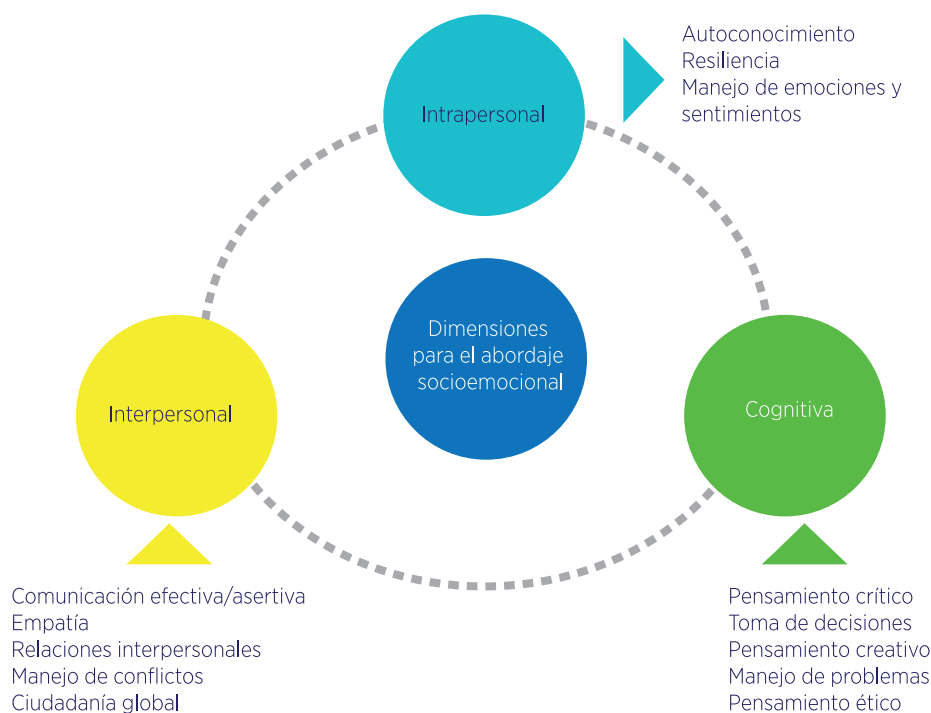 Autoconocimiento
Resiliencia
Manejo de emociones y
sentimientos
Intrapersonal
Dimensiones
para el abordaje
socioemocional
Interpersonal
Cognitiva
Comunicación efectiva/asertiva
Empatía
Relaciones interpersonales
Manejo de conflictos
Ciudadanía global
Pensamiento crítico
Toma de decisiones
Pensamiento creativo
Manejo de problemas
Pensamiento ético